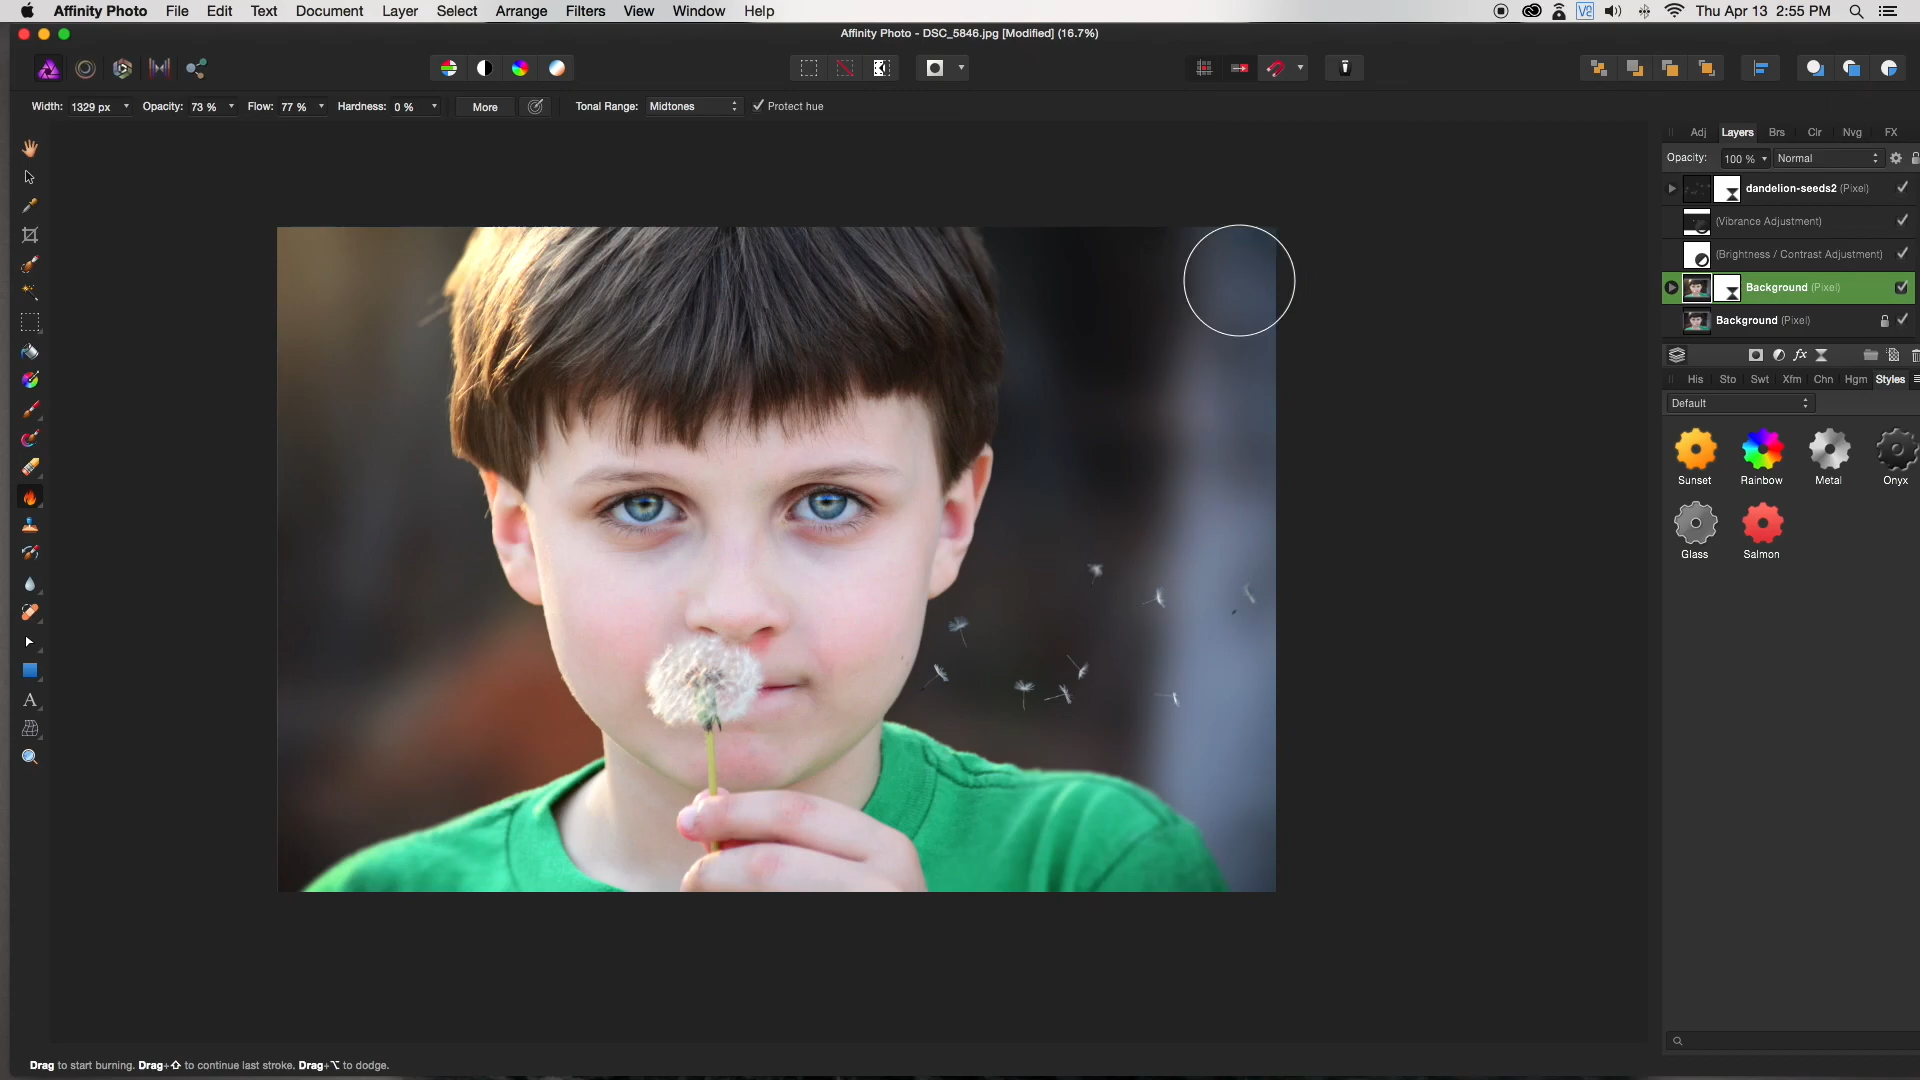 Affinity Photo File Edit Text Document Layer Select Arrange Filters View Window Help Thu Apr 13 2:55 PM
Affinity Photo - DSC_5846.jpg [Modified] (16.7%)
Width: 1329 px Opacity: 73 % Flow: 77 % Hardness: 0 % More Tonal Range: Midtones Protect hue
Adj Layers Brs Clr Nvg FX
Opacity: 100 % Normal
dandelion-seeds2 (Pixel)
(Vibrance Adjustment)
(Brightness / Contrast Adjustment)
Background (Pixel)
Background (Pixel)
fx
His Sto Swt Xfm Chn Hgm Styles
Default
Sunset Rainbow Metal Onyx
Glass Salmon
A
Drag to start burning. Drag+⇧ to continue last stroke. Drag+⌥ to dodge.